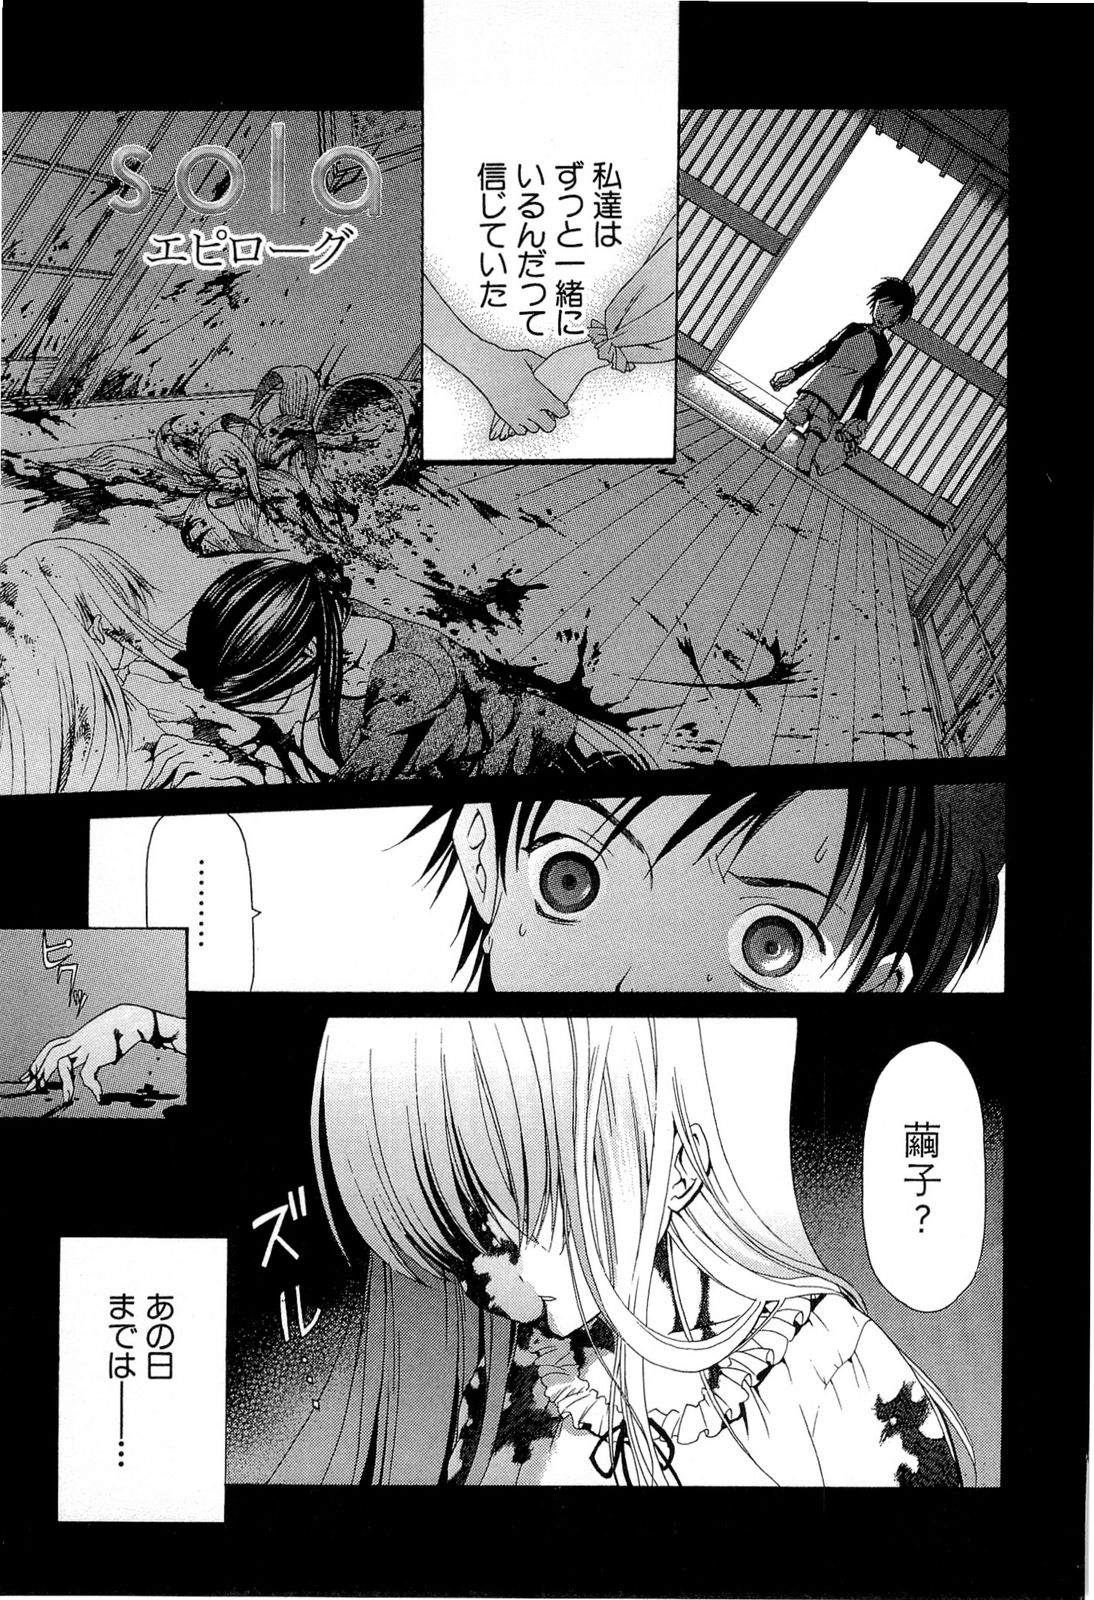 私達は
ずっと一緒に
いるんだって
信じていた
sola
エピローグ
………
ピクッ
繭子？
ズル
あの日
までは――…